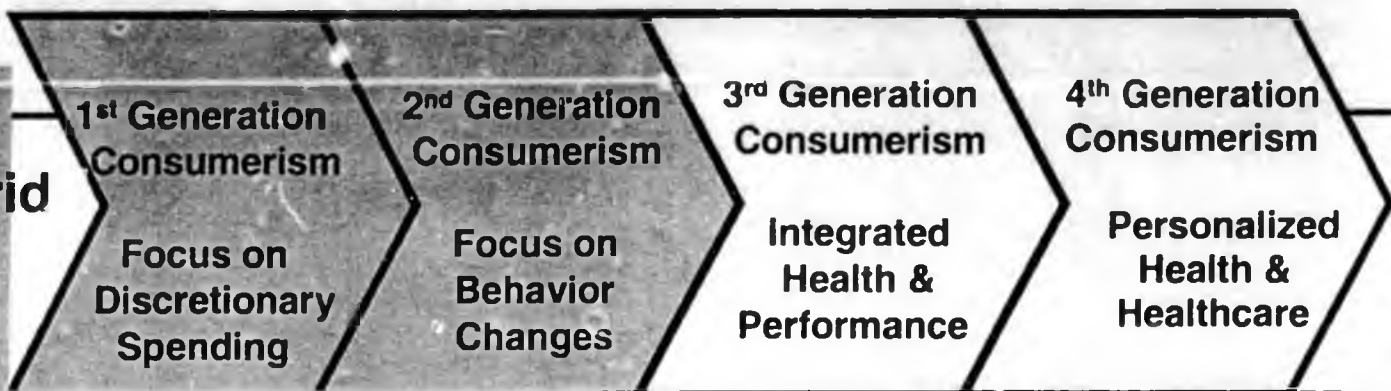 1st Generation
Consumerism
Focus on
Discretionary
Spending
2nd Generation
Consumerism
Focus on
Behavior
Changes
3rd Generation
Consumerism
Integrated
Health &
Performance
4th Generation
Consumerism
Personalized
Health &
Healthcare